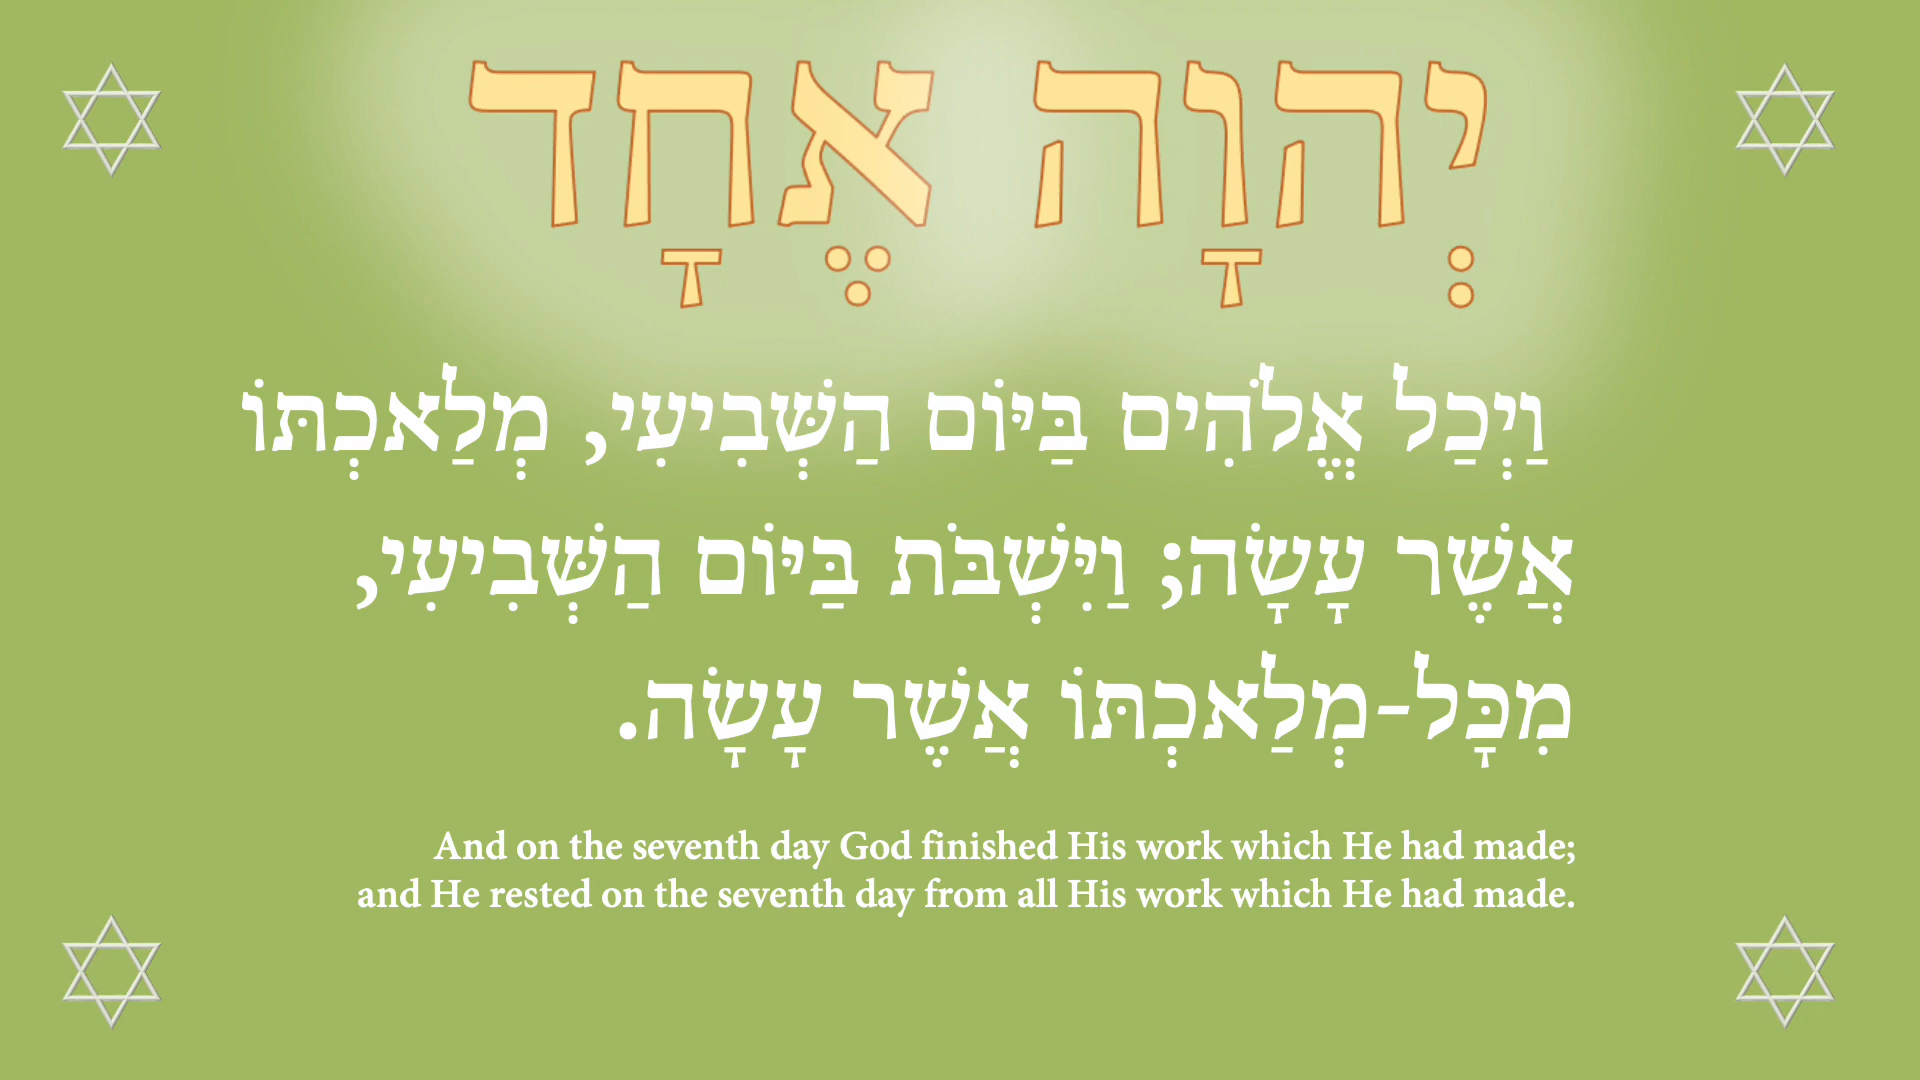 יְהוָה אֶחָד
וַיְכַל אֱלֹהִים בַּיּוֹם הַשְּׁבִיעִי, מְלַאכְתּוֹ
אֲשֶׁר עָשָׂה; וַיִּשְׁבֹּת בַּיּוֹם הַשְּׁבִיעִי,
מִכָּל-מְלַאכְתּוֹ אֲשֶׁר עָשָׂה.
And on the seventh day God finished His work which He had made;
and He rested on the seventh day from all His work which He had made.